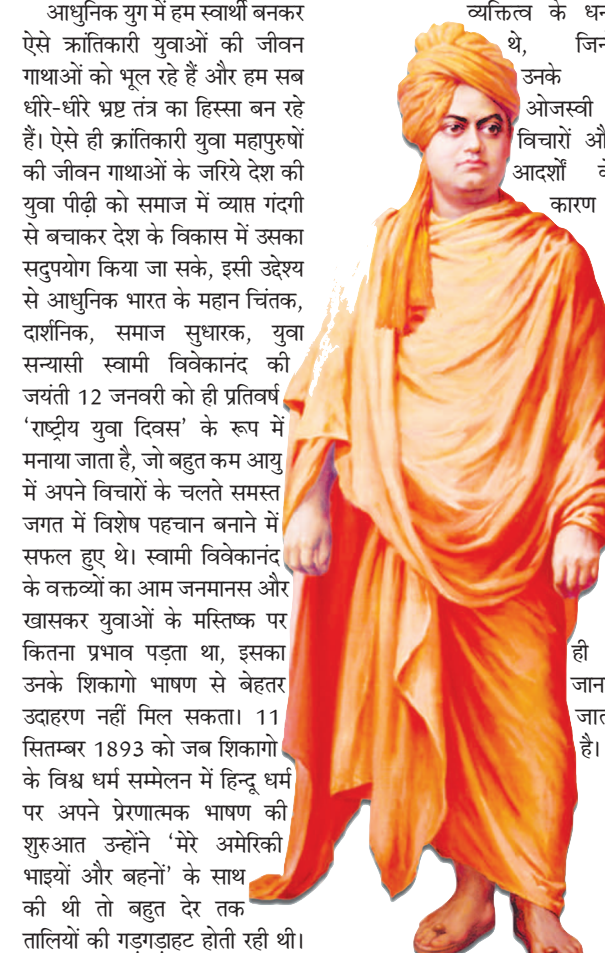 आधुनिक युग में हम स्वार्थी बनकर
ऐसे क्रांतिकारी युवाओं की जीवन
गाथाओं को भूल रहे हैं और हम सब
धीरे-धीरे भ्रष्ट तंत्र का हिस्सा बन रहे
हैं। ऐसे ही क्रांतिकारी युवा महापुरुषों
की जीवन गाथाओं के जरिये देश की
युवा पीढ़ी को समाज में व्याप्त गंदगी
से बचाकर देश के विकास में उसका
सदुपयोग किया जा सके, इसी उद्देश्य
से आधुनिक भारत के महान चिंतक,
दार्शनिक, समाज सुधारक, युवा
सन्यासी स्वामी विवेकानंद की
जयंती 12 जनवरी को ही प्रतिवर्ष
‘राष्ट्रीय युवा दिवस’ के रूप में
मनाया जाता है, जो बहुत कम आयु
में अपने विचारों के चलते समस्त
जगत में विशेष पहचान बनाने में
सफल हुए थे। स्वामी विवेकानंद
के वक्तव्यों का आम जनमानस और
खासकर युवाओं के मस्तिष्क पर
कितना प्रभाव पड़ता था, इसका
उनके शिकागो भाषण से बेहतर
उदाहरण नहीं मिल सकता। 11
सितम्बर 1893 को जब शिकागो
के विश्व धर्म सम्मेलन में हिन्दू धर्म
पर अपने प्रेरणात्मक भाषण की
शुरुआत उन्होंने ‘मेरे अमेरिकी
भाइयों और बहनों’ के साथ
की थी तो बहुत देर तक
तालियों की गड़गड़ाहट होती रही थी।
व्यक्तित्व के
थे,
उनके
ओजस्वी
विचारों
आदर्शों
कारण
ही
है।